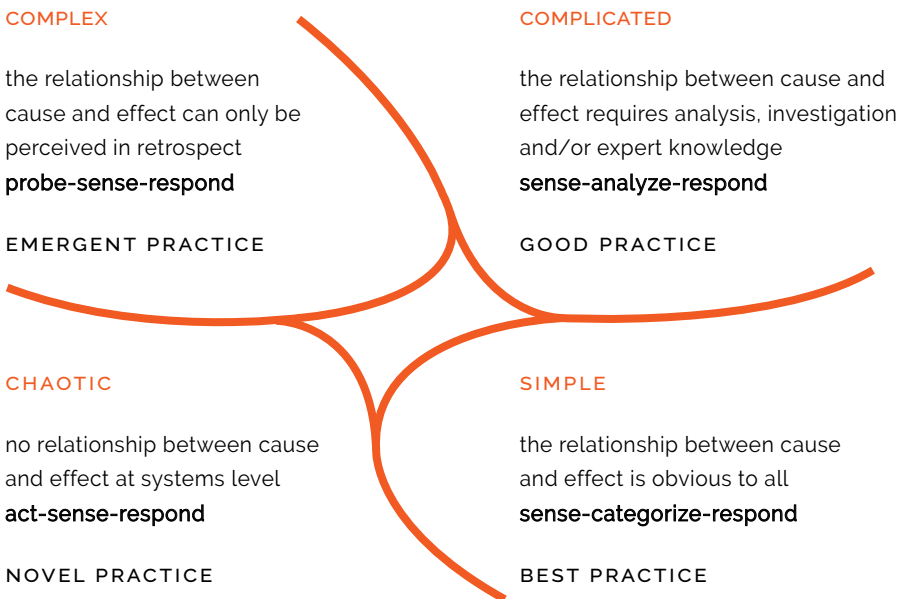 COMPLEX
the relationship between
cause and effect can only be
perceived in retrospect
probe-sense-respond
EMERGENT PRACTICE
COMPLICATED
the relationship between cause and
effect requires analysis, investigation
and/or expert knowledge
sense-analyze-respond
GOOD PRACTICE
CHAOTIC
no relationship between cause
and effect at systems level
act-sense-respond
NOVEL PRACTICE
SIMPLE
the relationship between cause
and effect is obvious to all
sense-categorize-respond
BEST PRACTICE